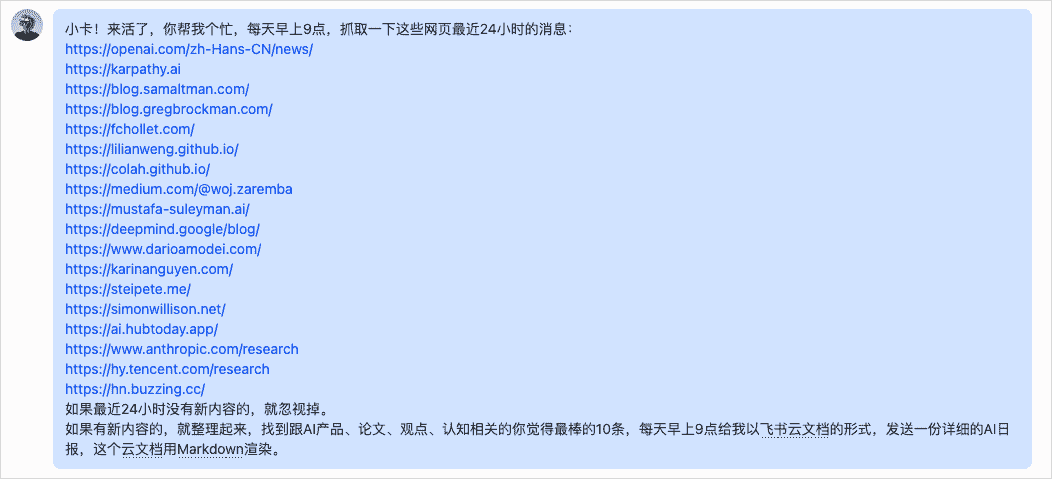 小卡！来活了，你帮我个忙，每天早上9点，抓取一下这些网页最近24小时的消息：
https://openai.com/zh-Hans-CN/news/
https://karpathy.ai
https://blog.samaltman.com/
https://blog.gregbrockman.com/
https://fchollet.com/
https://lilianweng.github.io/
https://colah.github.io/
https://medium.com/@woj.zaremba
https://mustafa-suleyman.ai/
https://deepmind.google/blog/
https://www.darioamodei.com/
https://karinanguyen.com/
https://steipete.me/
https://simonwillison.net/
https://ai.hubtoday.app/
https://www.anthropic.com/research
https://hy.tencent.com/research
https://hn.buzzing.cc/
如果最近24小时没有新内容的，就忽视掉。
如果有新内容的，就整理起来，找到跟AI产品、论文、观点、认知相关的你觉得最棒的10条，每天早上9点给我以飞书云文档的形式，发送一份详细的AI日
报，这个云文档用Markdown渲染。